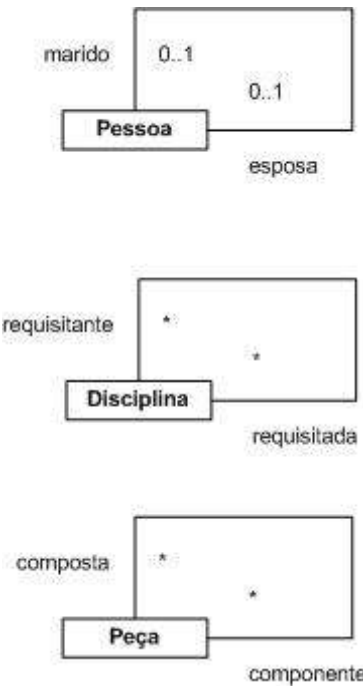 marido 0..1
0..1
Pessoa
esposa
requisitante *
*
Disciplina
requisitada
composta *
*
Peça
componente